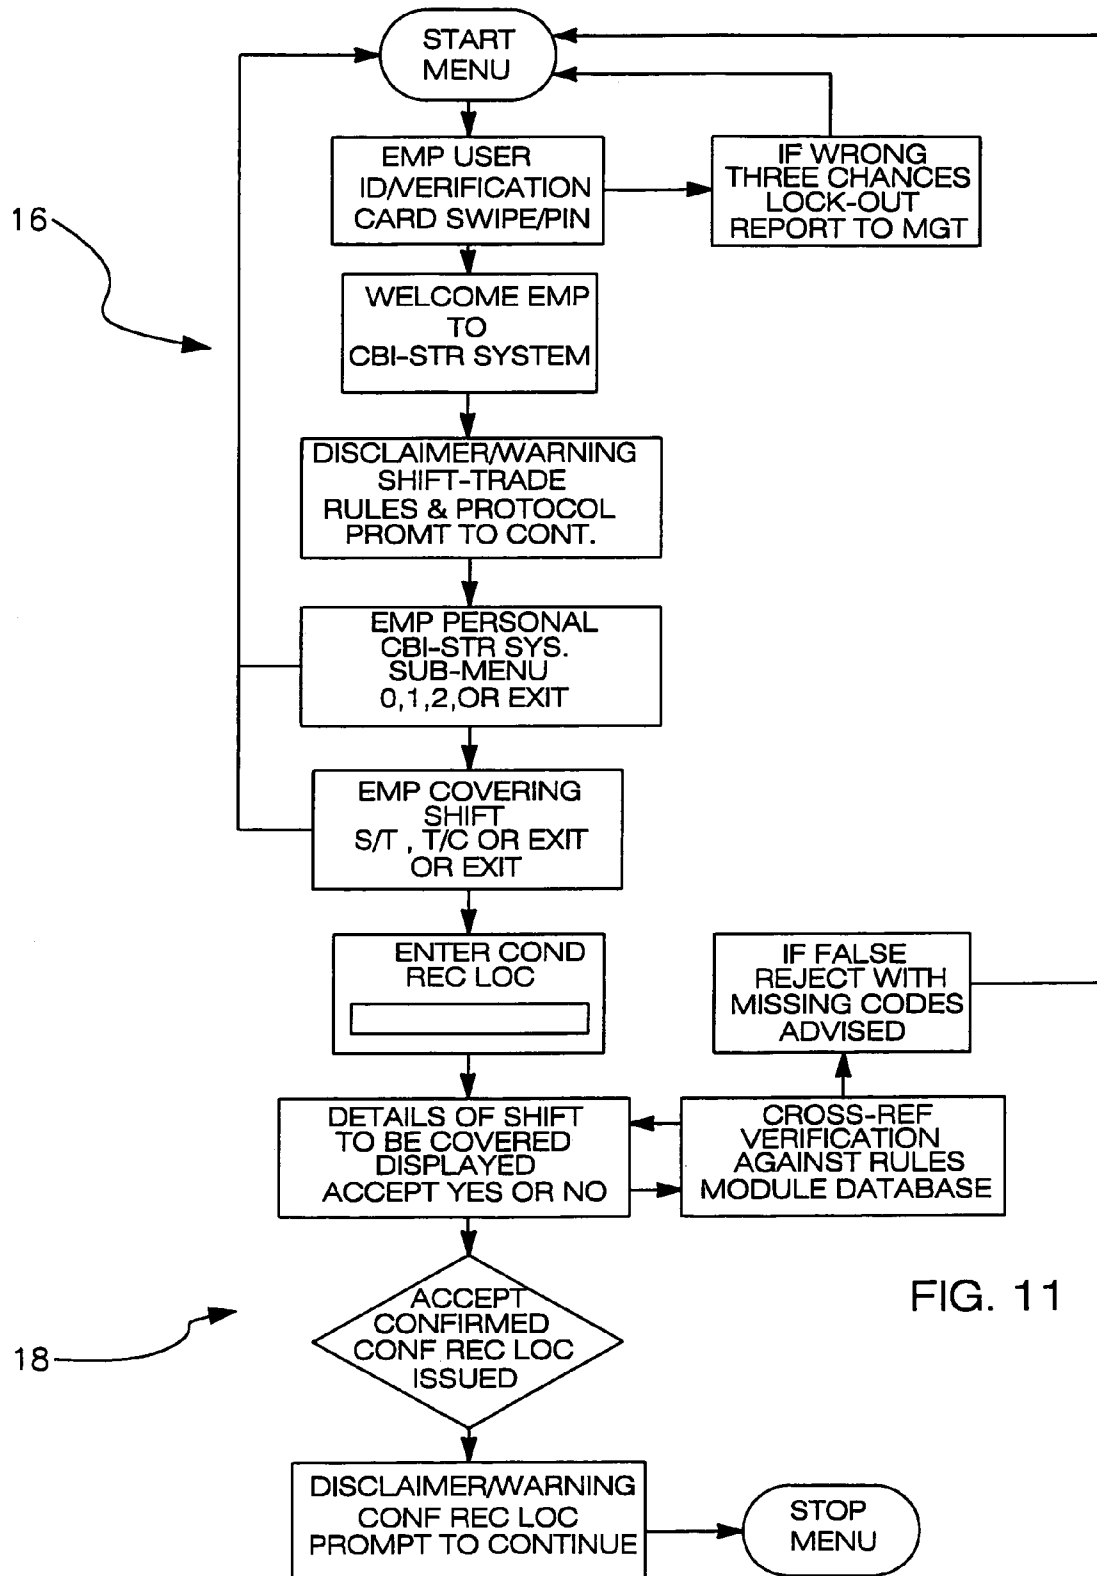 START
MENU
EMP USER
ID/VERIFICATION
CARD SWIPE/PIN
IF WRONG
THREE CHANCES
LOCK-OUT
REPORT TO MGT
16
WELCOME EMP
TO
CBI-STR SYSTEM
DISCLAIMER/WARNING
SHIFT-TRADE
RULES & PROTOCOL
PROMT TO CONT.
EMP PERSONAL
CBI-STR SYS.
SUB-MENU
0,1,2,OR EXIT
EMP COVERING
SHIFT
S/T , T/C OR EXIT
OR EXIT
ENTER COND
REC LOC
IF FALSE
REJECT WITH
MISSING CODES
ADVISED
DETAILS OF SHIFT
TO BE COVERED
DISPLAYED
ACCEPT YES OR NO
CROSS-REF
VERIFICATION
AGAINST RULES
MODULE DATABASE
FIG. 11
ACCEPT
CONFIRMED
CONF REC LOC
ISSUED
18
DISCLAIMER/WARNING
CONF REC LOC
PROMPT TO CONTINUE
STOP
MENU